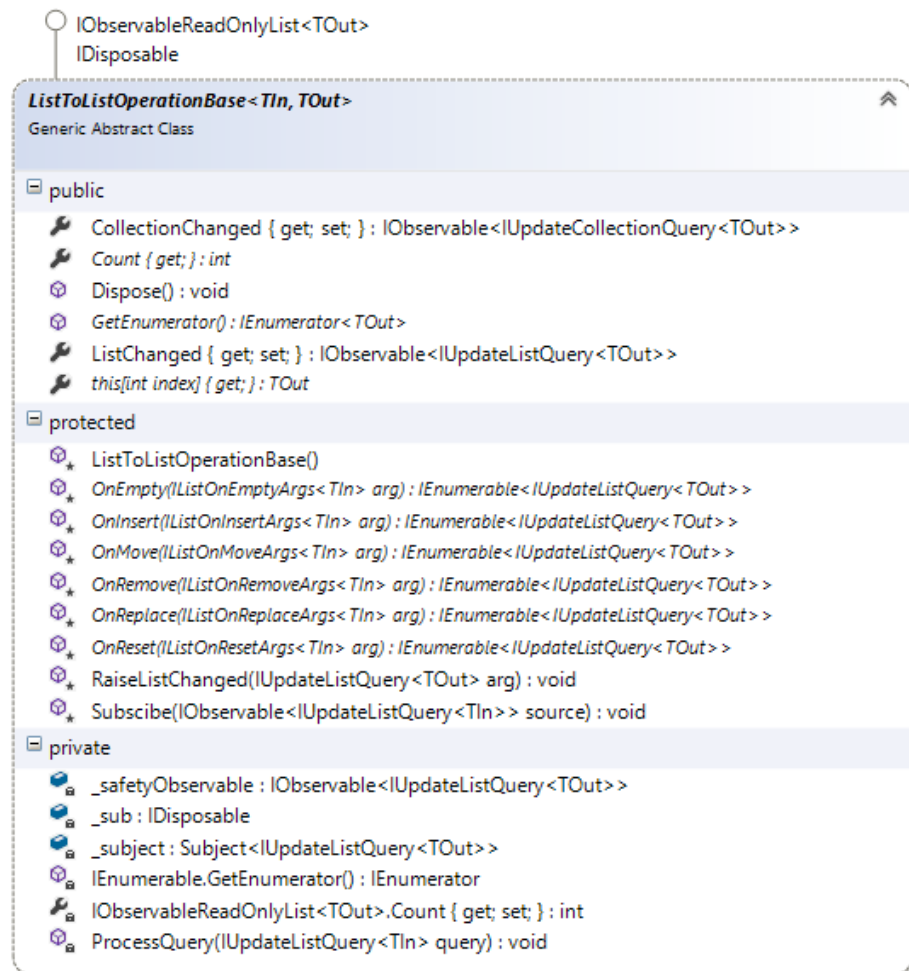 IObservableReadOnlyList<TOut>
IDisposable
ListToListOperationBase<TIn, TOut>
Generic Abstract Class
public
CollectionChanged { get; set; } : IObservable<IUpdateCollectionQuery<TOut>>
Count { get; } : int
Dispose() : void
GetEnumerator() : IEnumerator<TOut>
ListChanged { get; set; } : IObservable<IUpdateListQuery<TOut>>
this[int index] { get; } : TOut
protected
ListToListOperationBase()
OnEmpty(IListOnEmptyArgs<TIn> arg) : IEnumerable<IUpdateListQuery<TOut>>
OnInsert(IListOnInsertArgs<TIn> arg) : IEnumerable<IUpdateListQuery<TOut>>
OnMove(IListOnMoveArgs<TIn> arg) : IEnumerable<IUpdateListQuery<TOut>>
OnRemove(IListOnRemoveArgs<TIn> arg) : IEnumerable<IUpdateListQuery<TOut>>
OnReplace(IListOnReplaceArgs<TIn> arg) : IEnumerable<IUpdateListQuery<TOut>>
OnReset(IListOnResetArgs<TIn> arg) : IEnumerable<IUpdateListQuery<TOut>>
RaiseListChanged(IUpdateListQuery<TOut> arg) : void
Subscibe(IObservable<IUpdateListQuery<TIn>> source) : void
private
_safetyObservable : IObservable<IUpdateListQuery<TOut>>
_sub : IDisposable
_subject : Subject<IUpdateListQuery<TOut>>
IEnumerable.GetEnumerator() : IEnumerator
IObservableReadOnlyList<TOut>.Count { get; set; } : int
ProcessQuery(IUpdateListQuery<TIn> query) : void